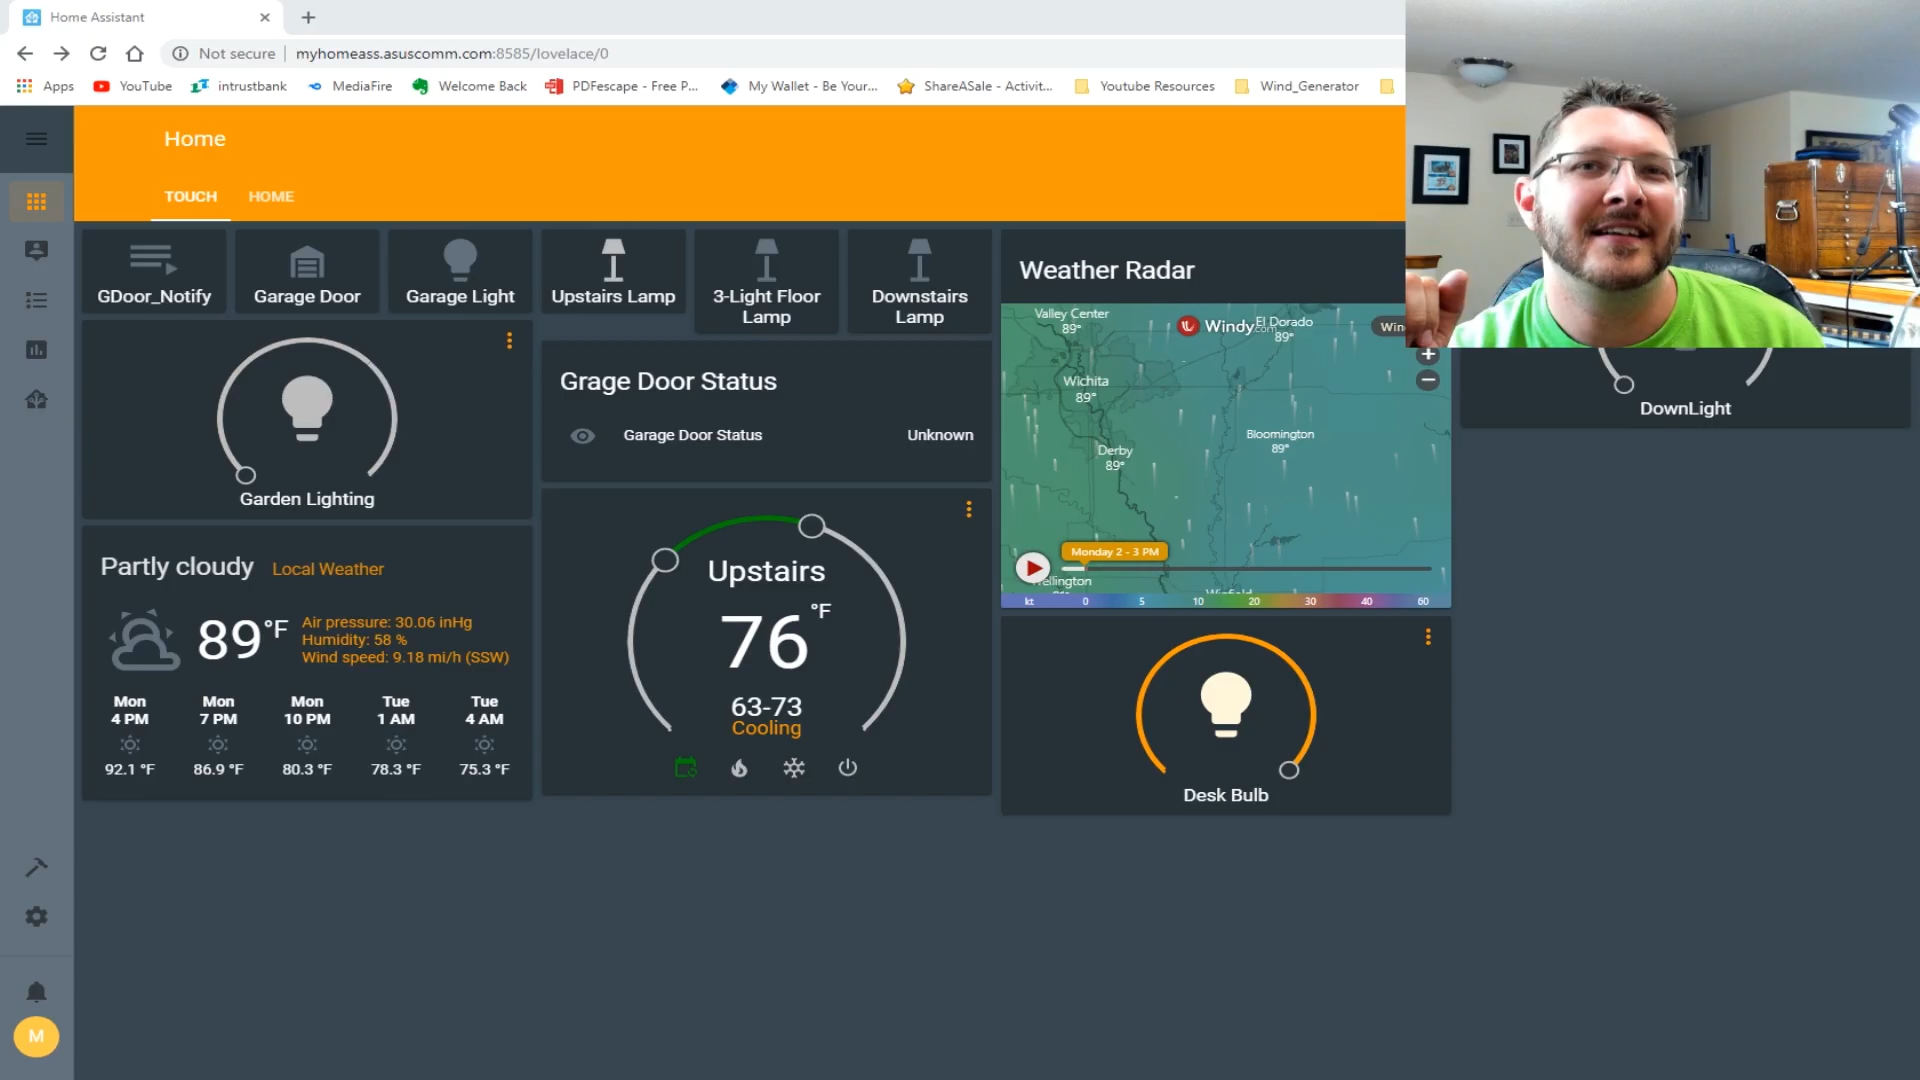 Home Assistant
Not secure
myhomeass.asuscomm.com:8585/lovelace/0
Apps
YouTube
intrustbank
MediaFire
Welcome Back
PDFescape - Free P...
My Wallet - Be Your...
ShareASale - Activit...
Youtube Resources
Wind_Generator
Home
TOUCH
HOME
GDoor_Notify
Garage Door
Garage Light
Upstairs Lamp
3-Light Floor
Lamp
Downstairs
Lamp
Garden Lighting
Partly cloudy
Local Weather
89 °F
Air pressure: 30.06 inHg
Humidity: 58 %
Wind speed: 9.18 mi/h (SSW)
Mon
4 PM
92.1 °F
Mon
7 PM
86.9 °F
Mon
10 PM
80.3 °F
Tue
1 AM
78.3 °F
Tue
4 AM
75.3 °F
Grage Door Status
Garage Door Status
Unknown
Upstairs
76 °F
63-73
Cooling
Weather Radar
Valley Center
89°
Windy.com
El Dorado
89°
Win
+
−
Wichita
89°
Bloomington
89°
Derby
89°
Monday 2 - 3 PM
ellington
kt 0 5 10 20 30 40 60
Desk Bulb
DownLight
M